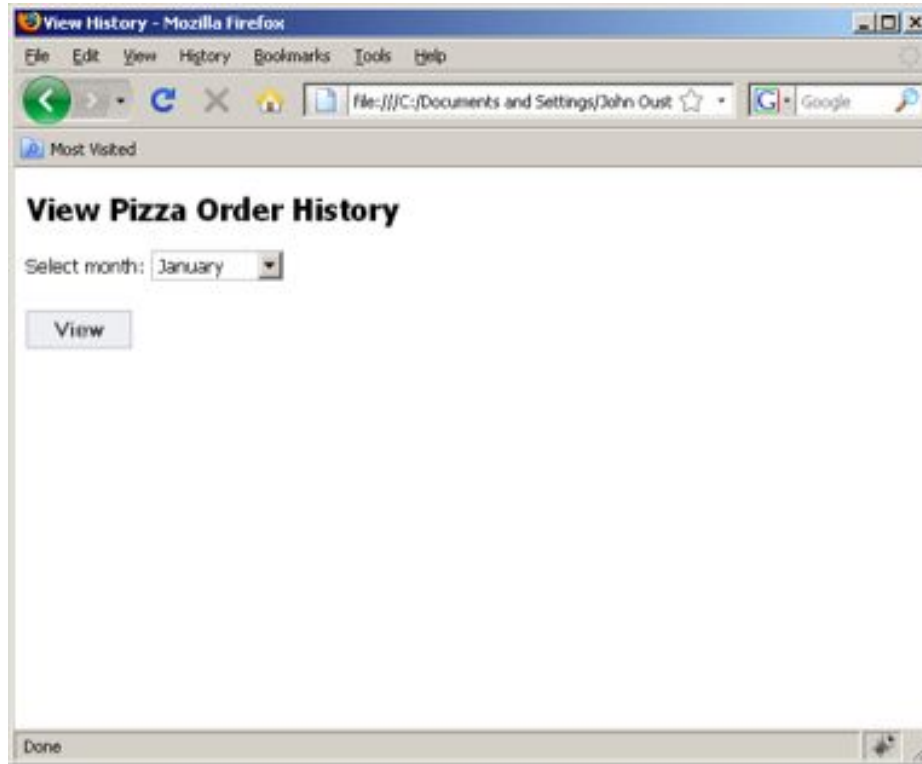 View History - Mozilla Firefox
File Edit View History Bookmarks Tools Help
file:///C:/Documents and Settings/John Oust G Google
Most Visited
View Pizza Order History
Select month: January
View
Done